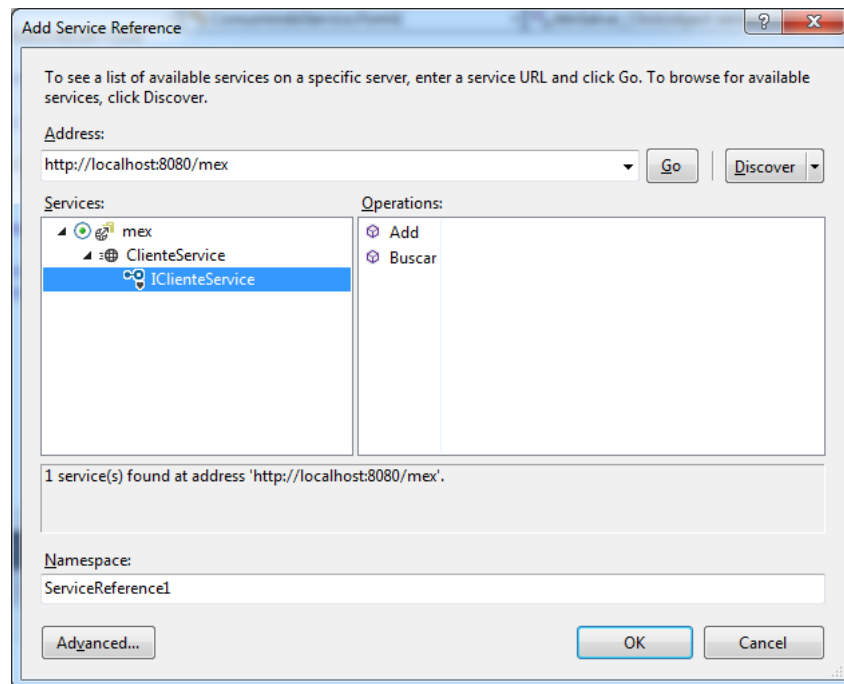 Add Service Reference
To see a list of available services on a specific server, enter a service URL and click Go. To browse for available
services, click Discover.
Address:
http://localhost:8080/mex
Go
Discover
Services:
Operations:
mex
ClienteService
IClienteService
Add
Buscar
1 service(s) found at address 'http://localhost:8080/mex'.
Namespace:
ServiceReference1
Advanced...
OK
Cancel